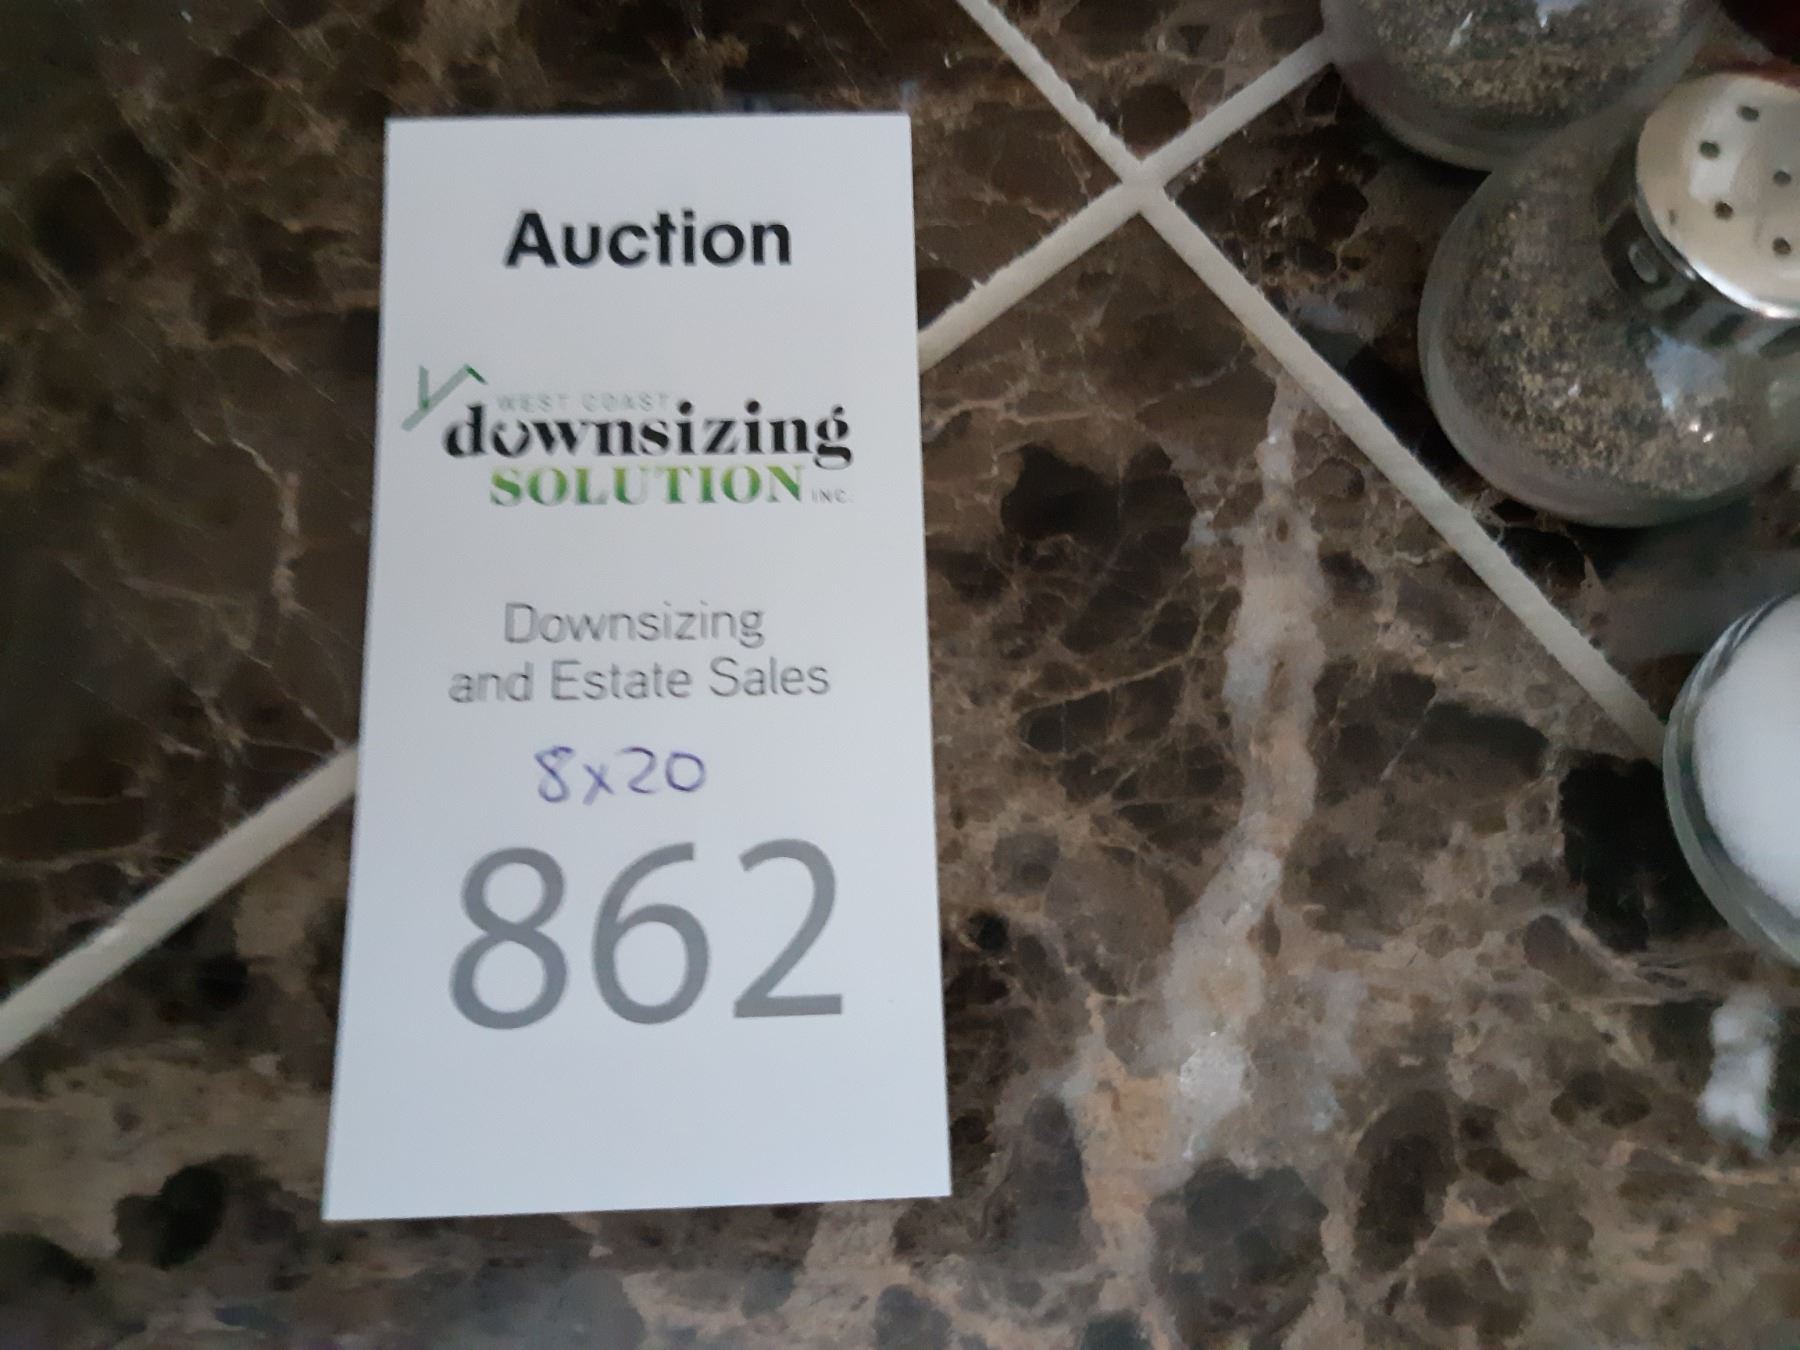 Auction
WEST COAST
downsizing
SOLUTION INC.
Downsizing
and Estate Sales
8x20
862